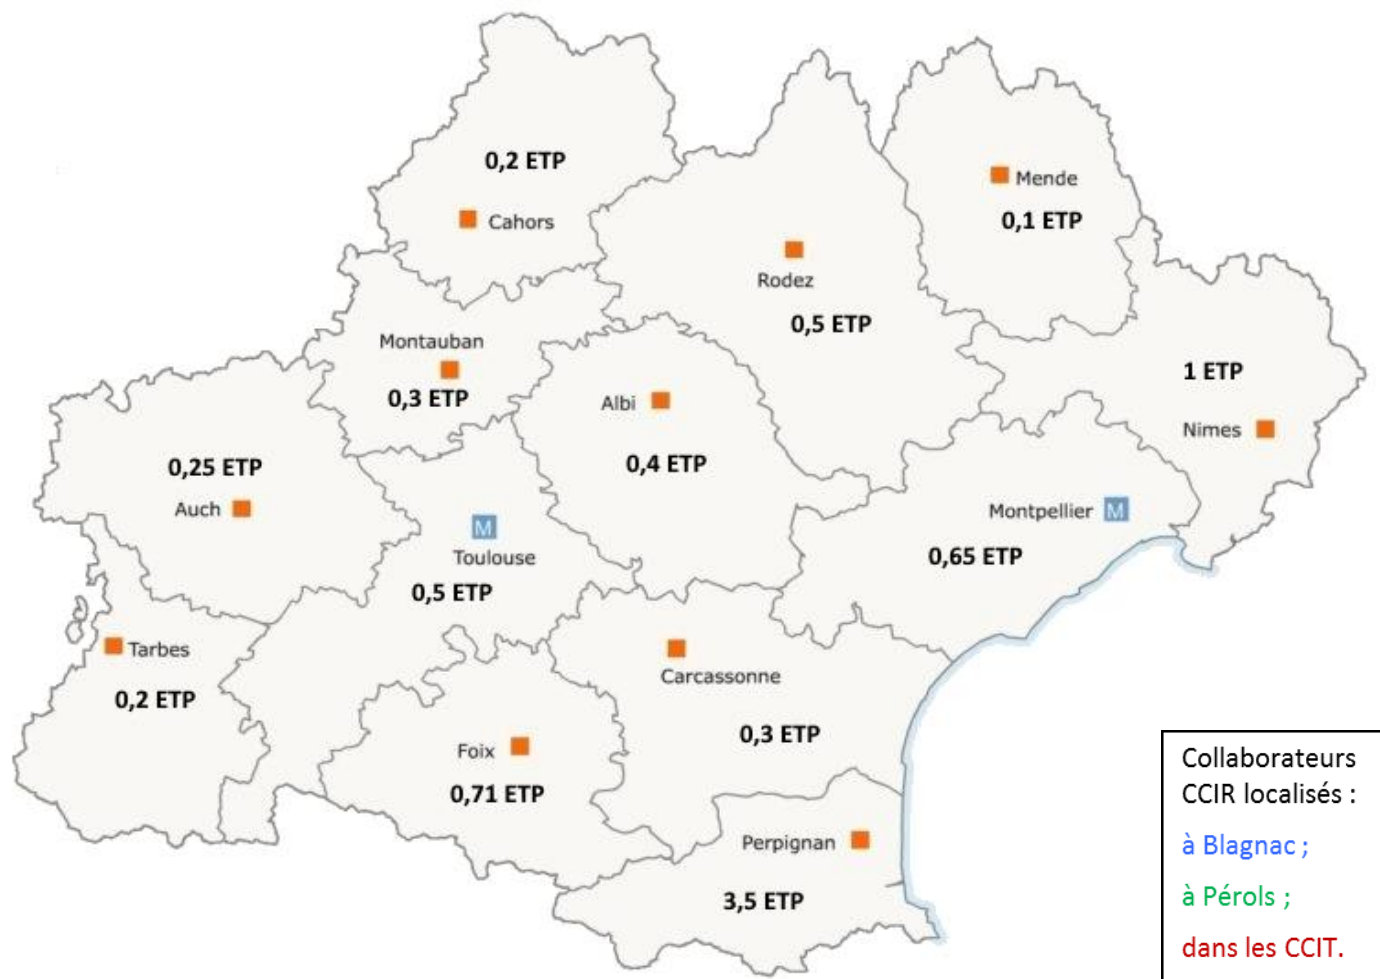 0,2 ETP
Cahors
Mende
0,1 ETP
Rodez
0,5 ETP
Montauban
0,3 ETP
Albi
0,4 ETP
1 ETP
Nimes
0,25 ETP
Auch
M
Toulouse
0,5 ETP
Montpellier M
0,65 ETP
Tarbes
0,2 ETP
Carcassonne
0,3 ETP
Foix
0,71 ETP
Perpignan
3,5 ETP
Collaborateurs
CCIR localisés :
à Blagnac ;
à Pérols ;
dans les CCIT.